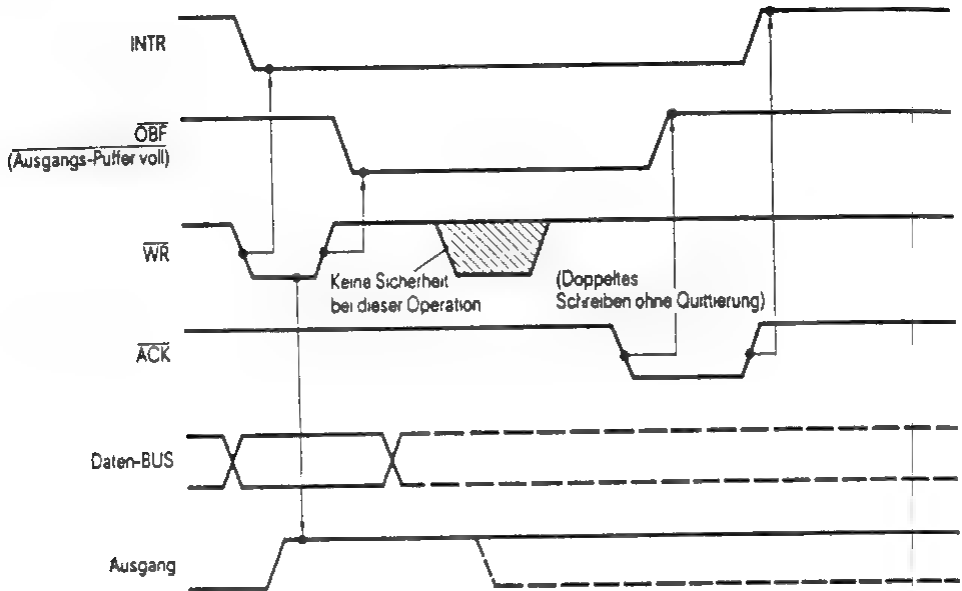 INTR
OBF
(Ausgangs-Puffer voll)
WR
Keine Sicherheit
bei dieser Operation
(Doppeltes
Schreiben ohne Quittierung)
ACK
Daten-BUS
Ausgang